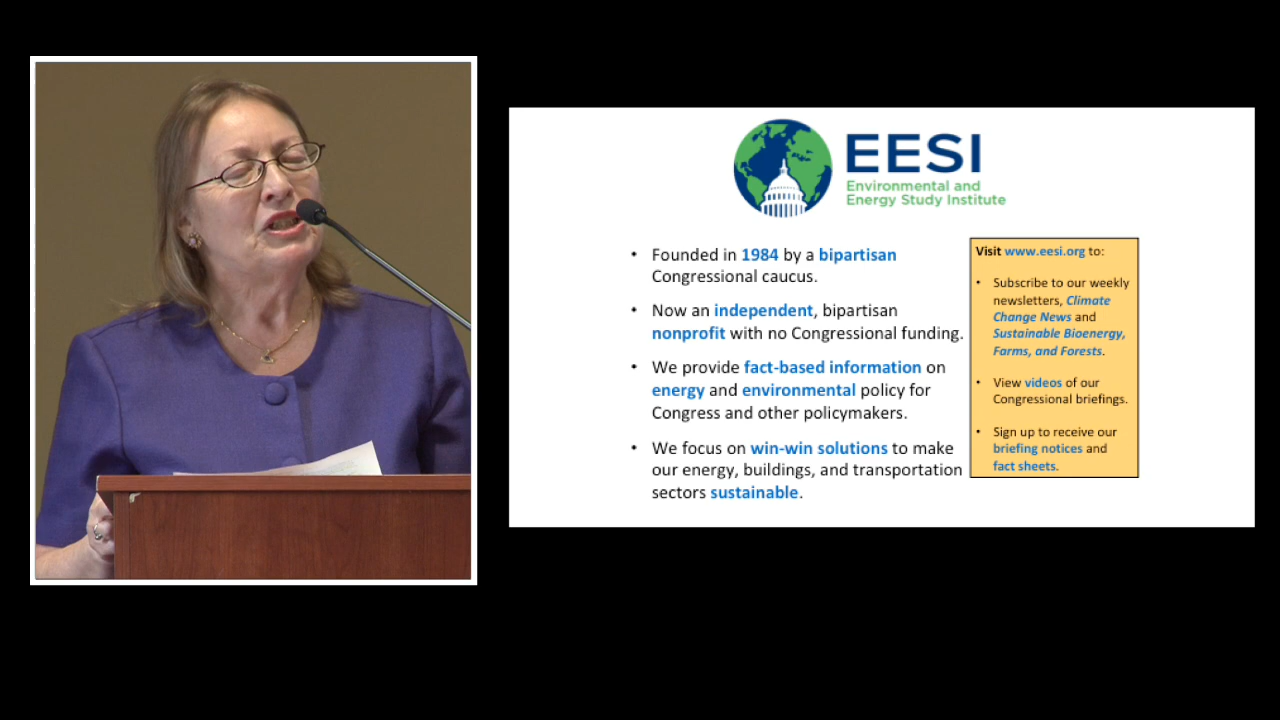 EESI
Environmental and
Energy Study Institute
• Founded in 1984 by a bipartisan
Congressional caucus.
• Now an independent, bipartisan
nonprofit with no Congressional funding.
• We provide fact-based information on
energy and environmental policy for
Congress and other policymakers.
• We focus on win-win solutions to make
our energy, buildings, and transportation
sectors sustainable.
Visit www.eesi.org to:
• Subscribe to our weekly
newsletters, Climate
Change News and
Sustainable Bioenergy,
Farms, and Forests.
• View videos of our
Congressional briefings.
• Sign up to receive our
briefing notices and
fact sheets.